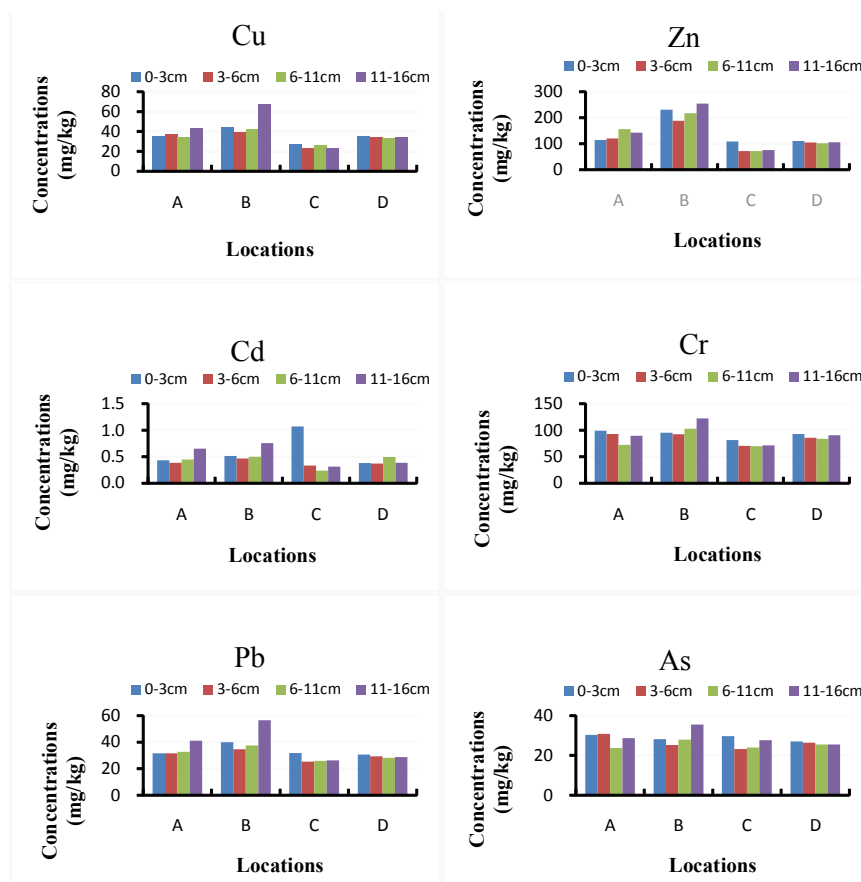 Cu
0-3cm 3-6cm 6-11cm 11-16cm
Concentrations
(mg/kg)
80
60
40
20
0
A B C D
Locations
Zn
0-3cm 3-6cm 6-11cm 11-16cm
Concentrations
(mg/kg)
300
200
100
0
A B C D
Locations
Cd
0-3cm 3-6cm 6-11cm 11-16cm
Concentrations
(mg/kg)
1.5
1.0
0.5
0.0
A B C D
Locations
Cr
0-3cm 3-6cm 6-11cm 11-16cm
Concentrations
(mg/kg)
150
100
50
0
A B C D
Locations
Pb
0-3cm 3-6cm 6-11cm 11-16cm
Concentrations
(mg/kg)
60
40
20
0
A B C D
Locations
As
0-3cm 3-6cm 6-11cm 11-16cm
Concentrations
(mg/kg)
40
20
0
A B C D
Locations